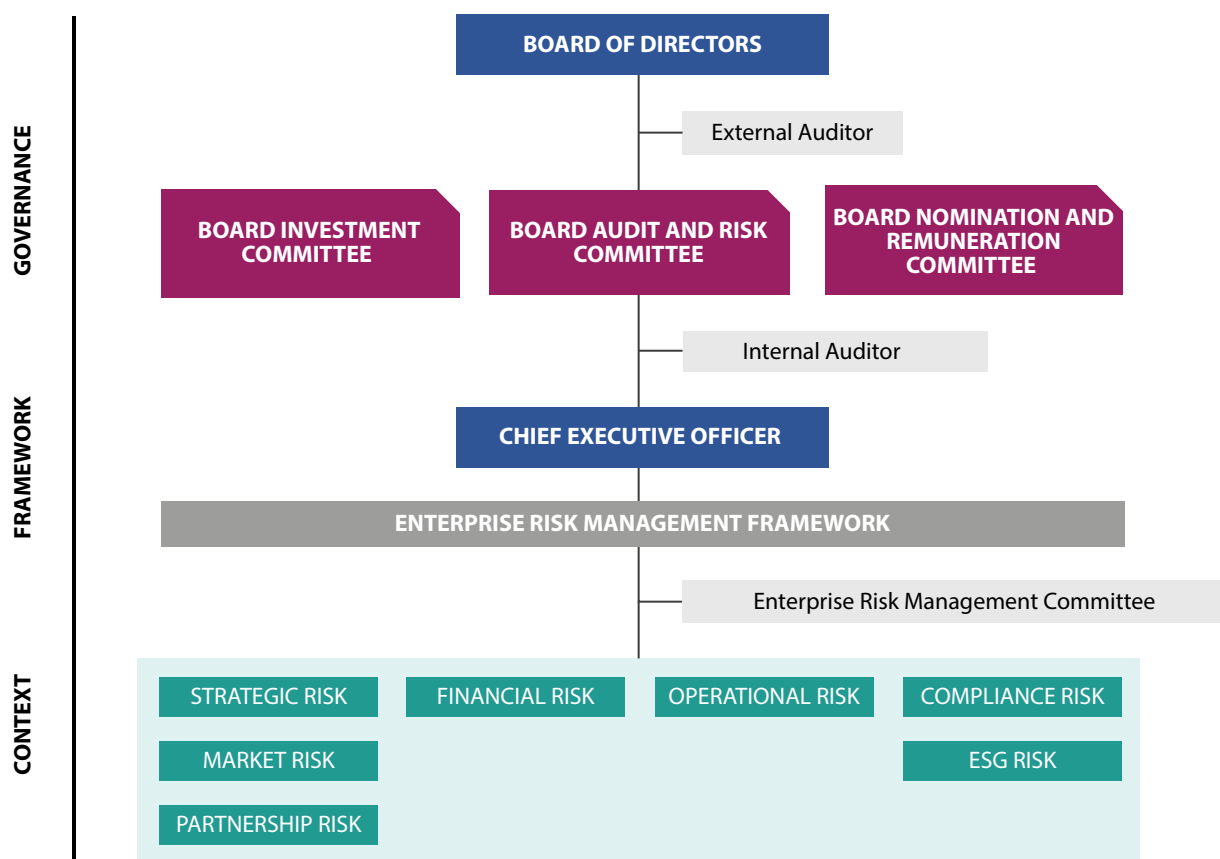 BOARD OF DIRECTORS
External Auditor
GOVERNANCE
BOARD INVESTMENT
COMMITTEE
BOARD AUDIT AND RISK
COMMITTEE
BOARD NOMINATION AND
REMUNERATION
COMMITTEE
Internal Auditor
FRAMEWORK
CHIEF EXECUTIVE OFFICER
ENTERPRISE RISK MANAGEMENT FRAMEWORK
Enterprise Risk Management Committee
CONTEXT
STRATEGIC RISK
FINANCIAL RISK
OPERATIONAL RISK
COMPLIANCE RISK
MARKET RISK
ESG RISK
PARTNERSHIP RISK